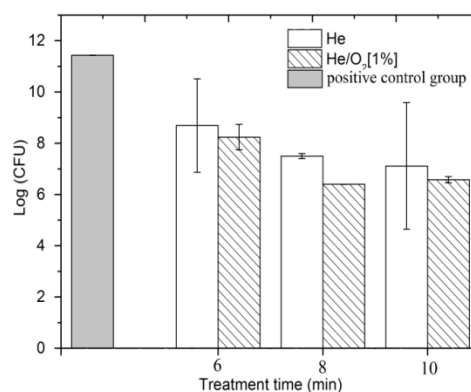 12
10
8
6
4
2
0
Log (CFU)
He
He/O₂[1%]
positive control group
6
8
10
Treatment time (min)